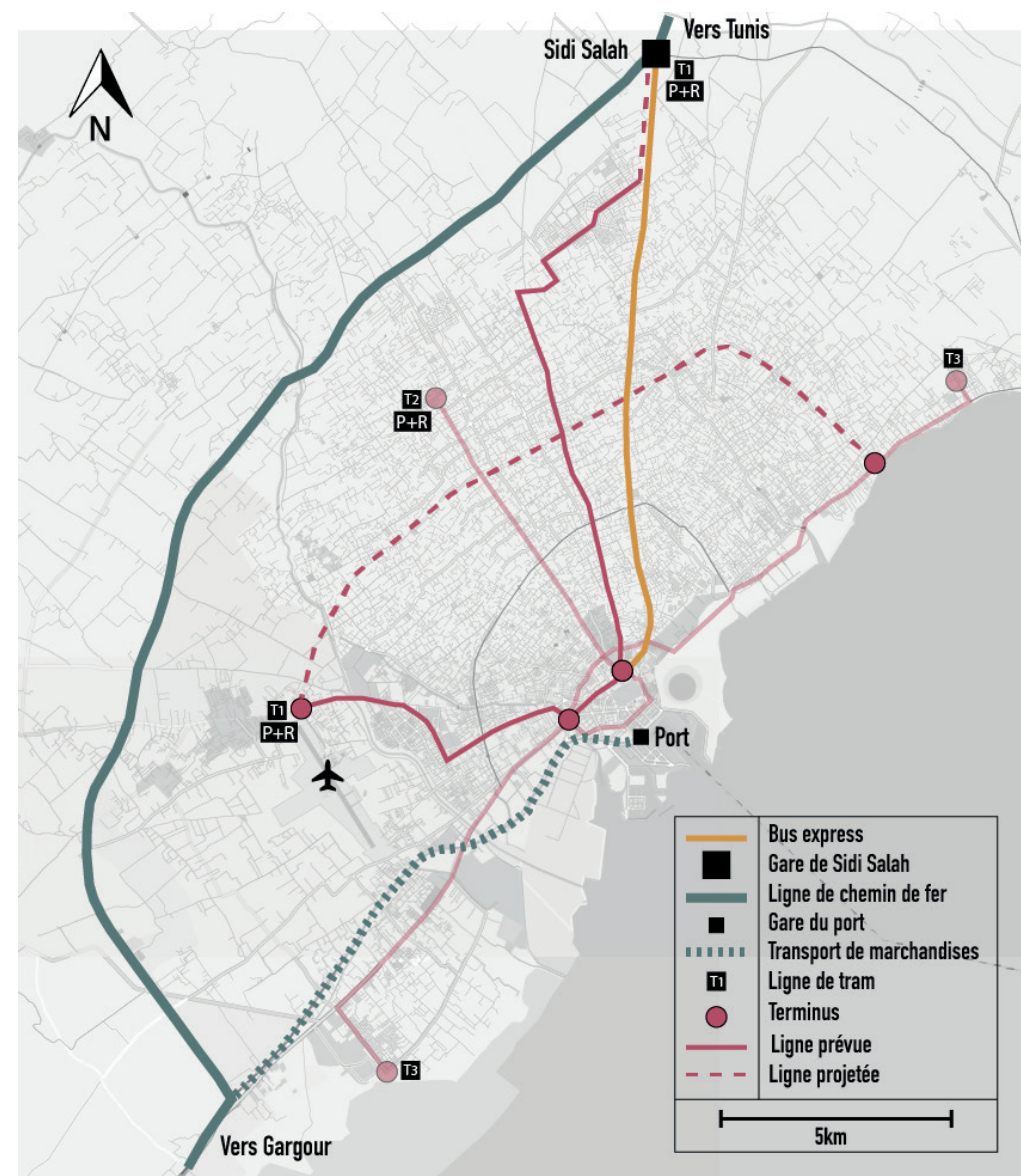 Vers Tunis
Sidi Salah
T1
P+R
N
T3
T2
P+R
T1
P+R
Port
T3
Vers Gargour
Bus express
Gare de Sidi Salah
Ligne de chemin de fer
Gare du port
Transport de marchandises
T1
Ligne de tram
Terminus
Ligne prévue
Ligne projetée
5km